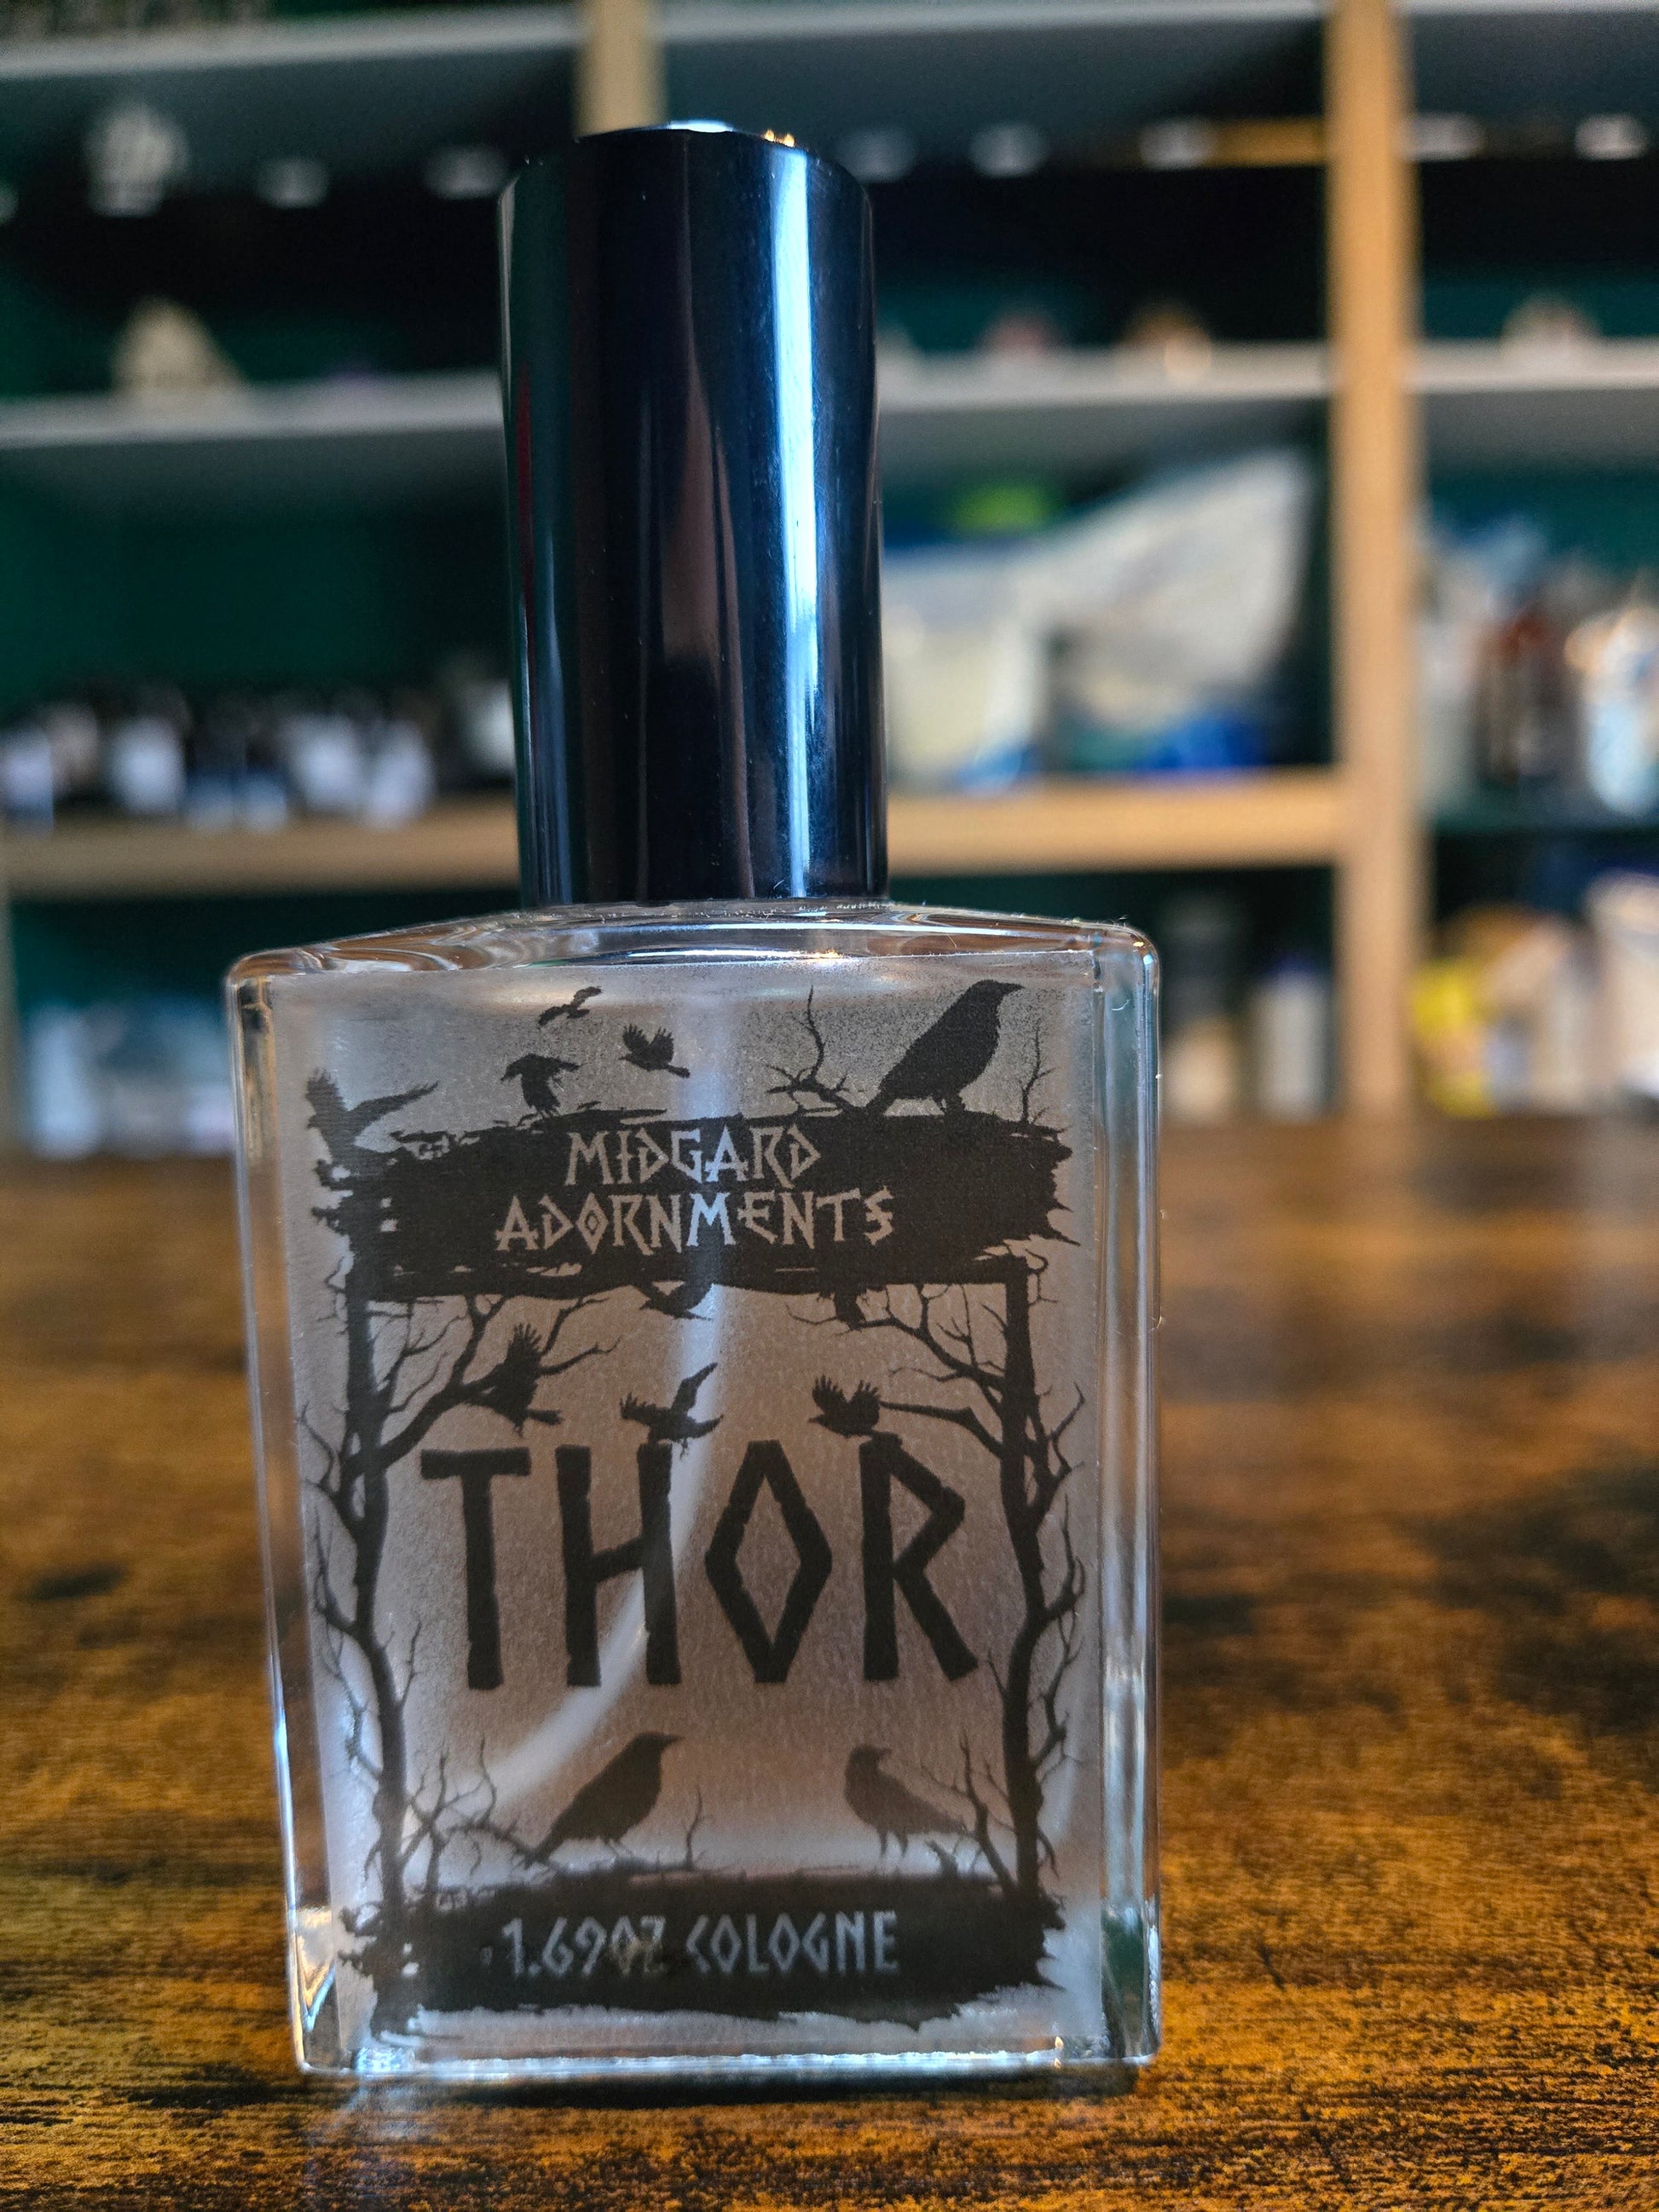 MIDGARD
ADORNMENTS
THOR
1.69OZ COLOGNE